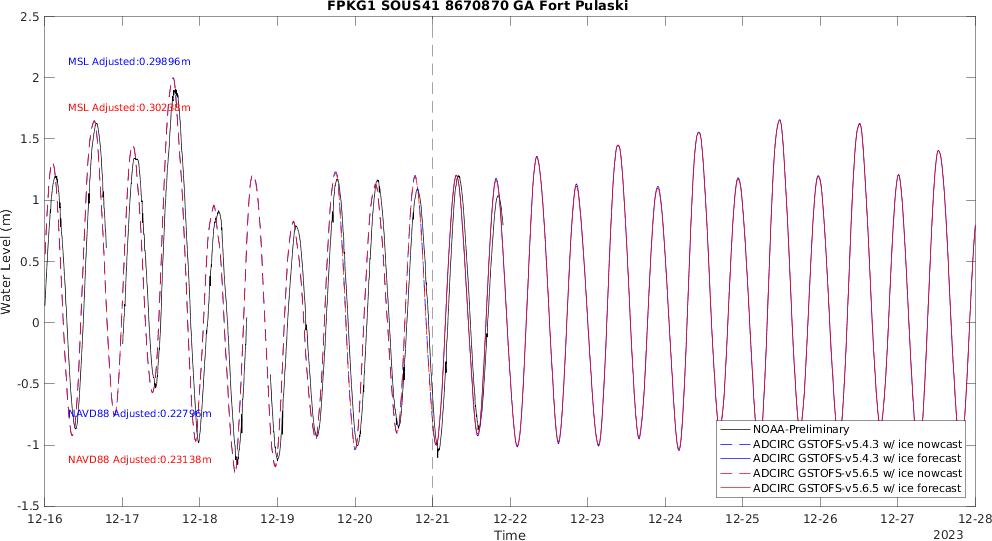 FPKG1 SOUS41 8670870 GA Fort Pulaski
2.5
2
1.5
1
0.5
0
-0.5
-1
-1.5
Water Level (m)
MSL Adjusted:0.29896m
MSL Adjusted:0.30238m
NAVD88 Adjusted:0.22796m
NAVD88 Adjusted:0.23138m
NOAA-Preliminary
ADCIRC GSTOFS-v5.4.3 w/ ice nowcast
ADCIRC GSTOFS-v5.4.3 w/ ice forecast
ADCIRC GSTOFS-v5.6.5 w/ ice nowcast
ADCIRC GSTOFS-v5.6.5 w/ ice forecast
12-16 12-17 12-18 12-19 12-20 12-21 12-22 12-23 12-24 12-25 12-26 12-27 12-28
Time
2023